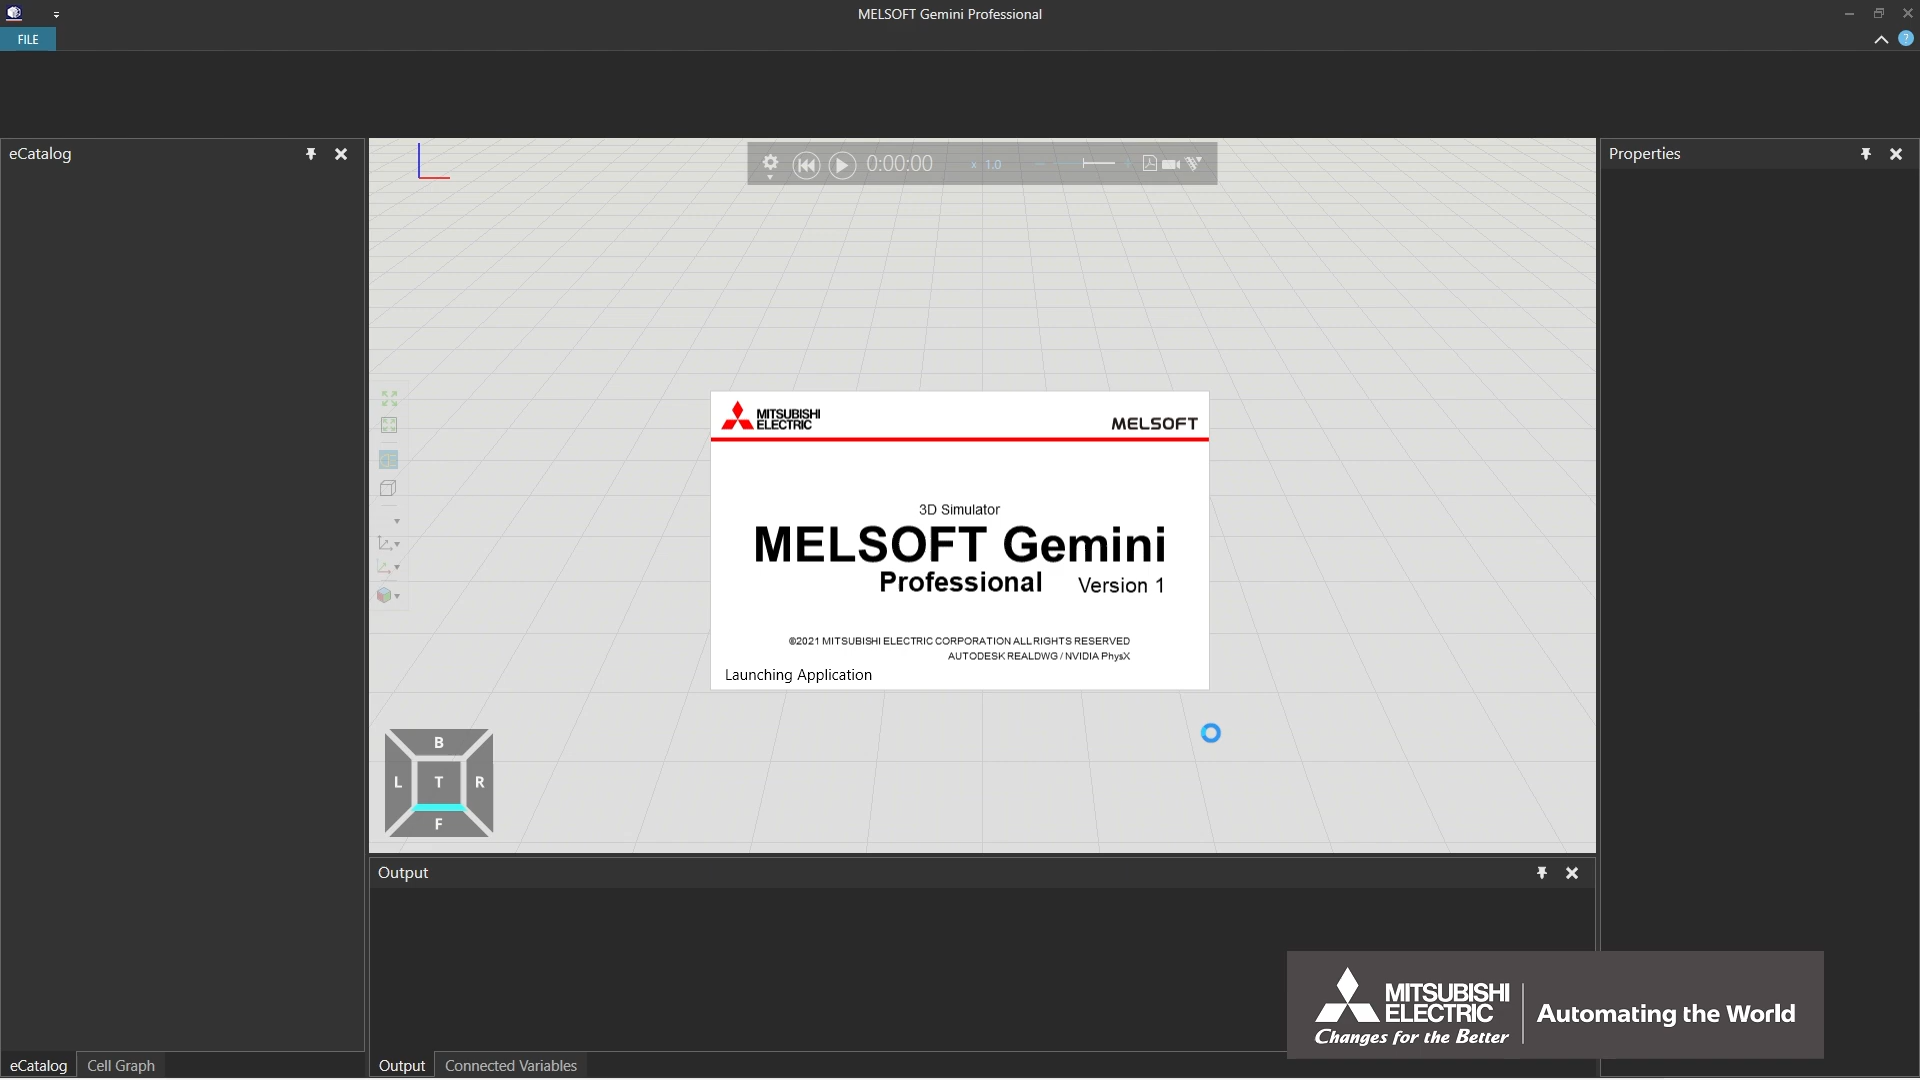 MELSOFT Gemini Professional
FILE
?
eCatalog
0:00:00
x 1.0
Properties
MITSUBISHI
ELECTRIC
MELSOFT
3D Simulator
MELSOFT Gemini
Professional Version 1
©2021 MITSUBISHI ELECTRIC CORPORATION ALL RIGHTS RESERVED
AUTODESK REALDWG / NVIDIA PhysX
Launching Application
B
L T R
F
Output
MITSUBISHI
ELECTRIC
Changes for the Better
Automating the World
eCatalog Cell Graph
Output Connected Variables